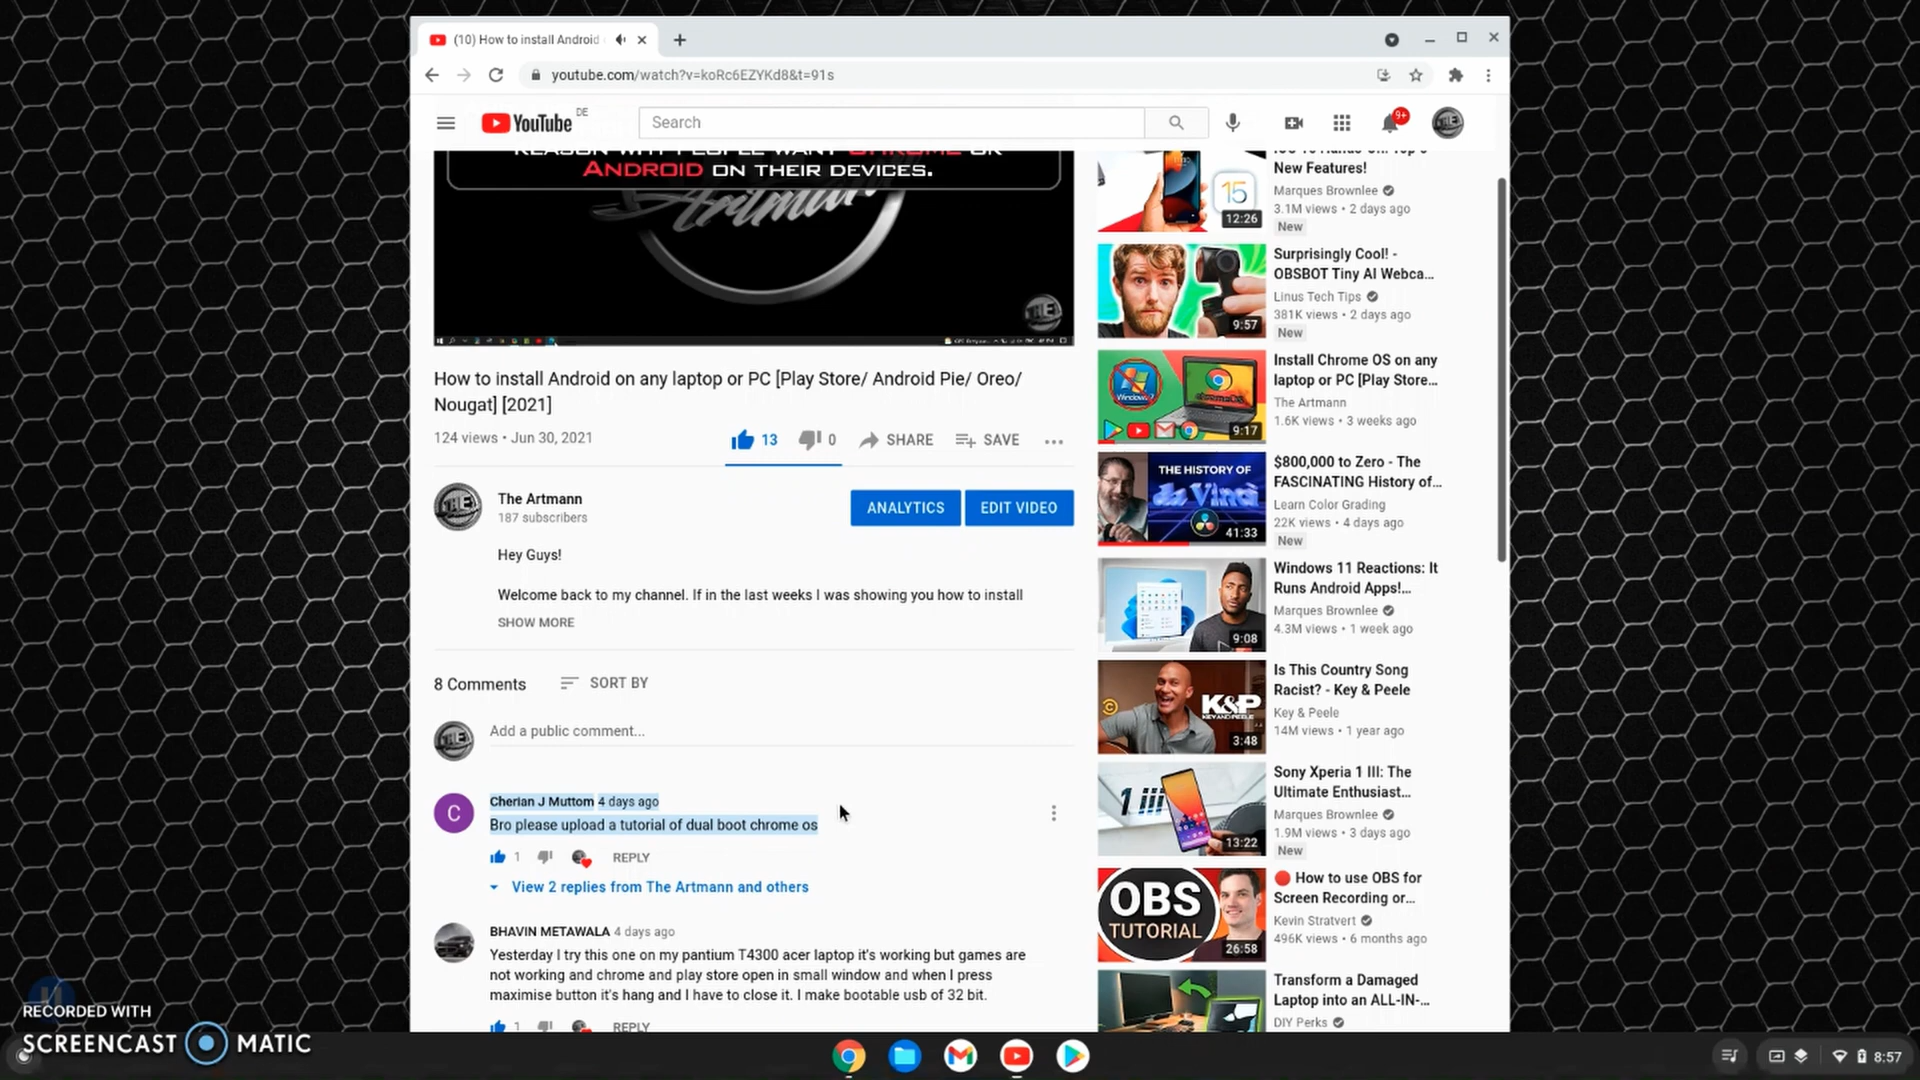 (10) How to install Android
youtube.com/watch?v=koRc6EZYKd8&t=91s
YouTube DE
Search
9+
REASON WHY PEOPLE WANT CHROME OR
ANDROID ON THEIR DEVICES.
Artmann
THE
How to install Android on any laptop or PC [Play Store/ Android Pie/ Oreo/
Nougat] [2021]
124 views • Jun 30, 2021
13
0
SHARE
SAVE
The Artmann
187 subscribers
ANALYTICS
EDIT VIDEO
Hey Guys!
Welcome back to my channel. If in the last weeks I was showing you how to install
SHOW MORE
8 Comments
SORT BY
Add a public comment...
C
Cherian J Muttom 4 days ago
Bro please upload a tutorial of dual boot chrome os
1
REPLY
View 2 replies from The Artmann and others
BHAVIN METAWALA 4 days ago
Yesterday I try this one on my pantium T4300 acer laptop it's working but games are
not working and chrome and play store open in small window and when I press
maximise button it's hang and I have to close it. I make bootable usb of 32 bit.
1
REPLY
New Features!
Marques Brownlee
3.1M views • 2 days ago
New
15
12:26
Surprisingly Cool! -
OBSBOT Tiny AI Webca...
Linus Tech Tips
381K views • 2 days ago
New
9:57
Install Chrome OS on any
laptop or PC [Play Store...
The Artmann
1.6K views • 3 weeks ago
Windows 7
9:17
$800,000 to Zero - The
FASCINATING History of...
Learn Color Grading
22K views • 4 days ago
New
THE HISTORY OF
da Vinci
41:33
Windows 11 Reactions: It
Runs Android Apps!...
Marques Brownlee
4.3M views • 1 week ago
9:08
Is This Country Song
Racist? - Key & Peele
Key & Peele
14M views • 1 year ago
K&P
KEY AND PEELE
3:48
Sony Xperia 1 III: The
Ultimate Enthusiast...
Marques Brownlee
1.9M views • 3 days ago
New
1 III
13:22
How to use OBS for
Screen Recording or...
Kevin Stratvert
496K views • 6 months ago
OBS
TUTORIAL
26:58
Transform a Damaged
Laptop into an ALL-IN-...
DIY Perks
RECORDED WITH
SCREENCAST MATIC
8:57